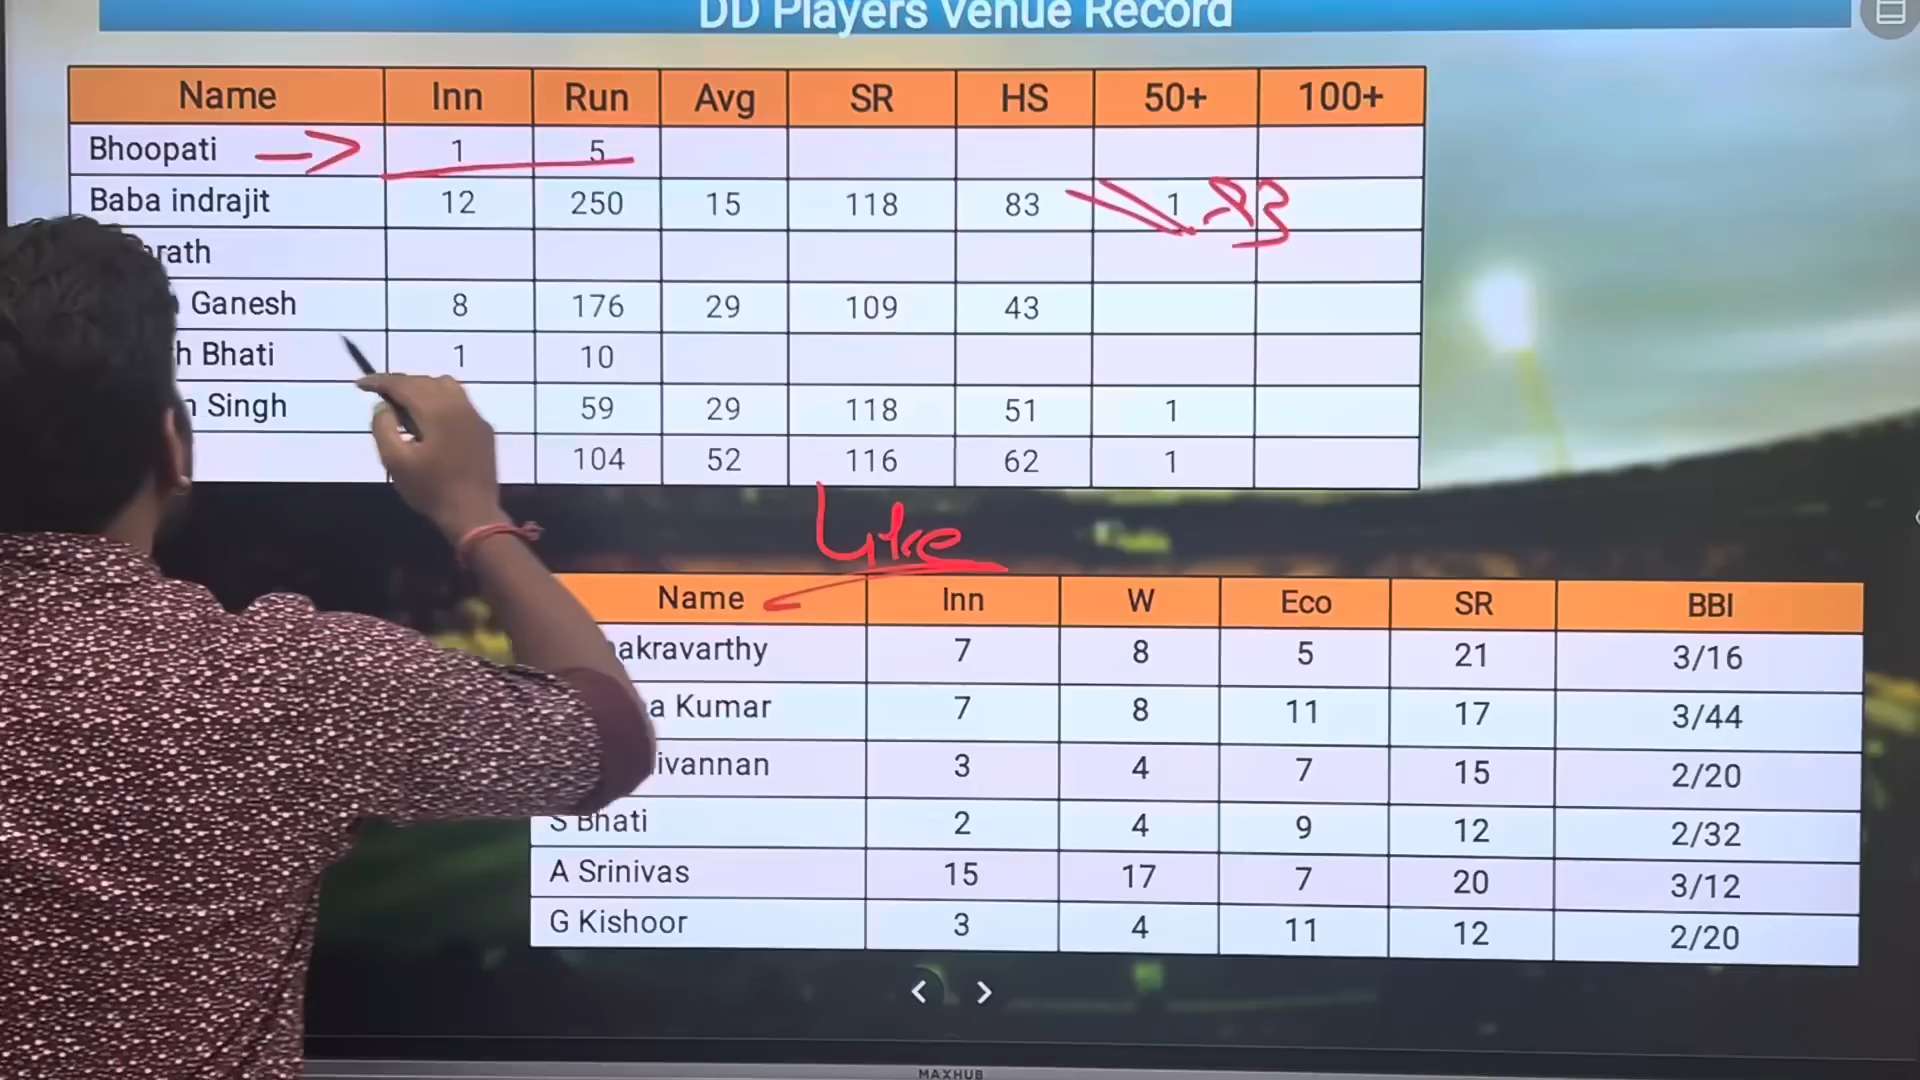 DD Players Venue Record
Name Inn Run Avg SR HS 50+ 100+
Bhoopati 1 5
Baba indrajit 12 250 15 118 83 1 83
Ganesh 8 176 29 109 43
Bhati 1 10
Singh 59 29 118 51 1
104 52 116 62 1
Like
Name Inn W Eco SR BBI
7 8 5 21 3/16
Kumar 7 8 11 17 3/44
3 4 7 15 2/20
S Bhati 2 4 9 12 2/32
A Srinivas 15 17 7 20 3/12
G Kishoor 3 4 11 12 2/20
MAXHUB